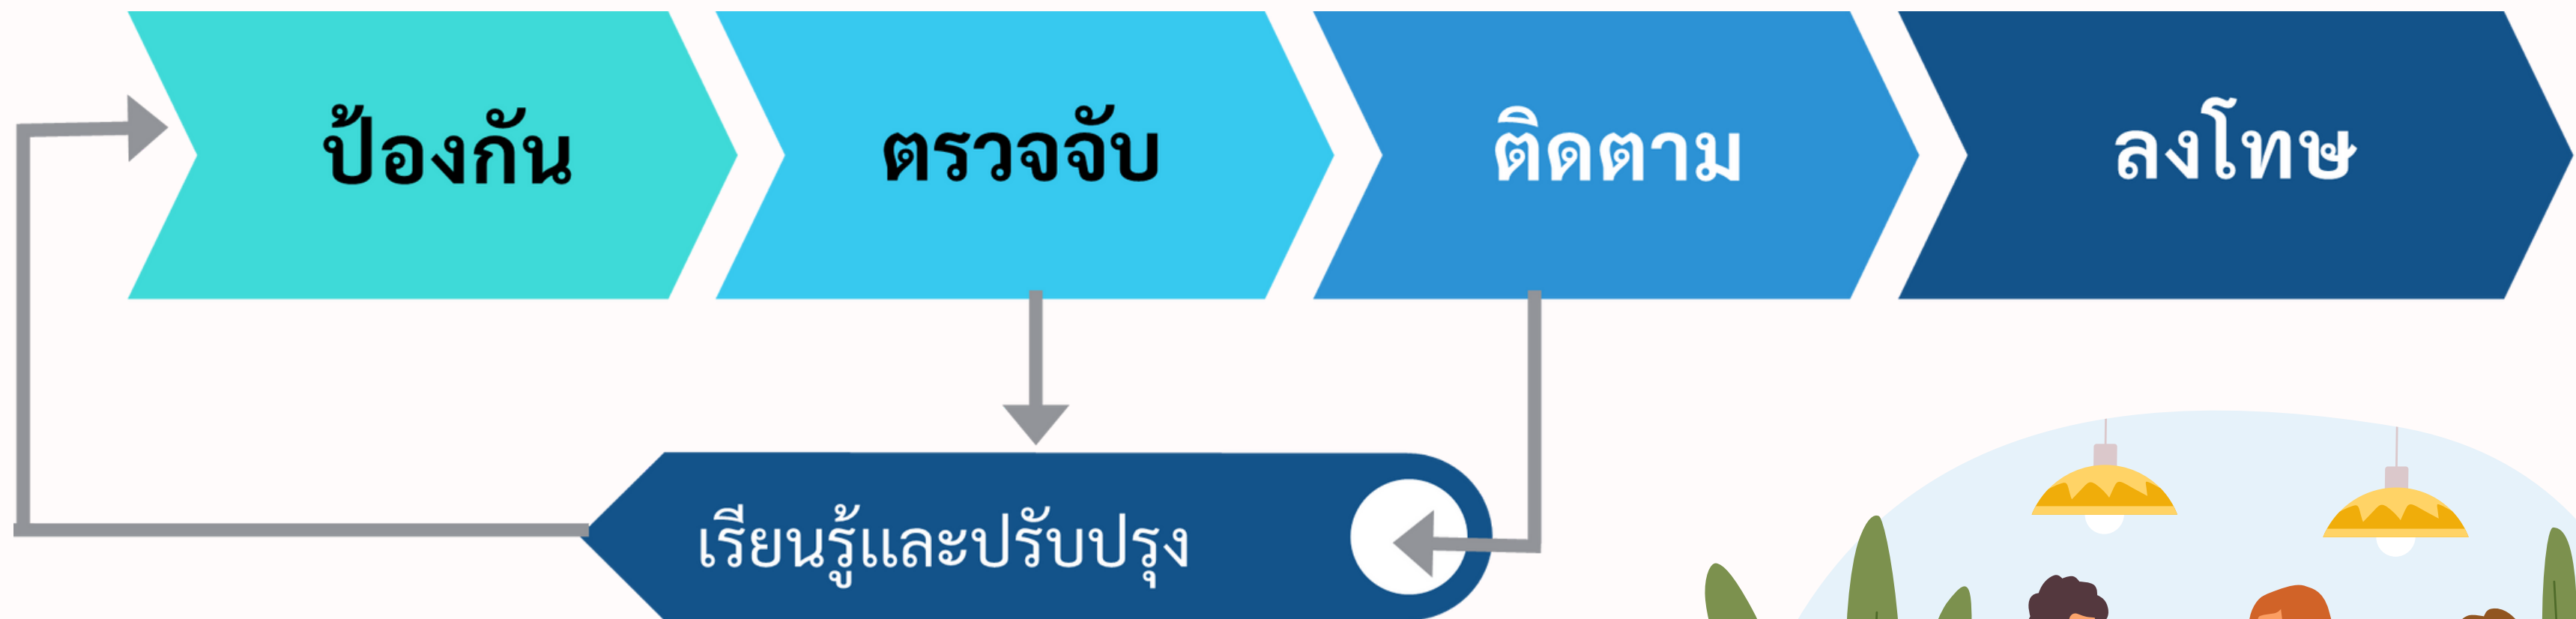 ป้องกัน
ตรวจจับ
ติดตาม
ลงโทษ
เรียนรู้และปรับปรุง